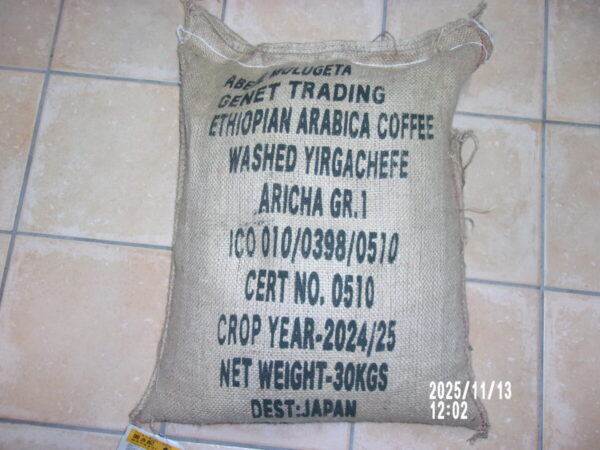 MULUGETA
GENET TRADING
ETHIOPIAN ARABICA COFFEE
WASHED YIRGACHEFE
ARICHA GR.1
ICO 010/0398/0510
CERT NO. 0510
CROP YEAR-2024/25
NET WEIGHT-30KGS
DEST:JAPAN
2025/11/13
12:02